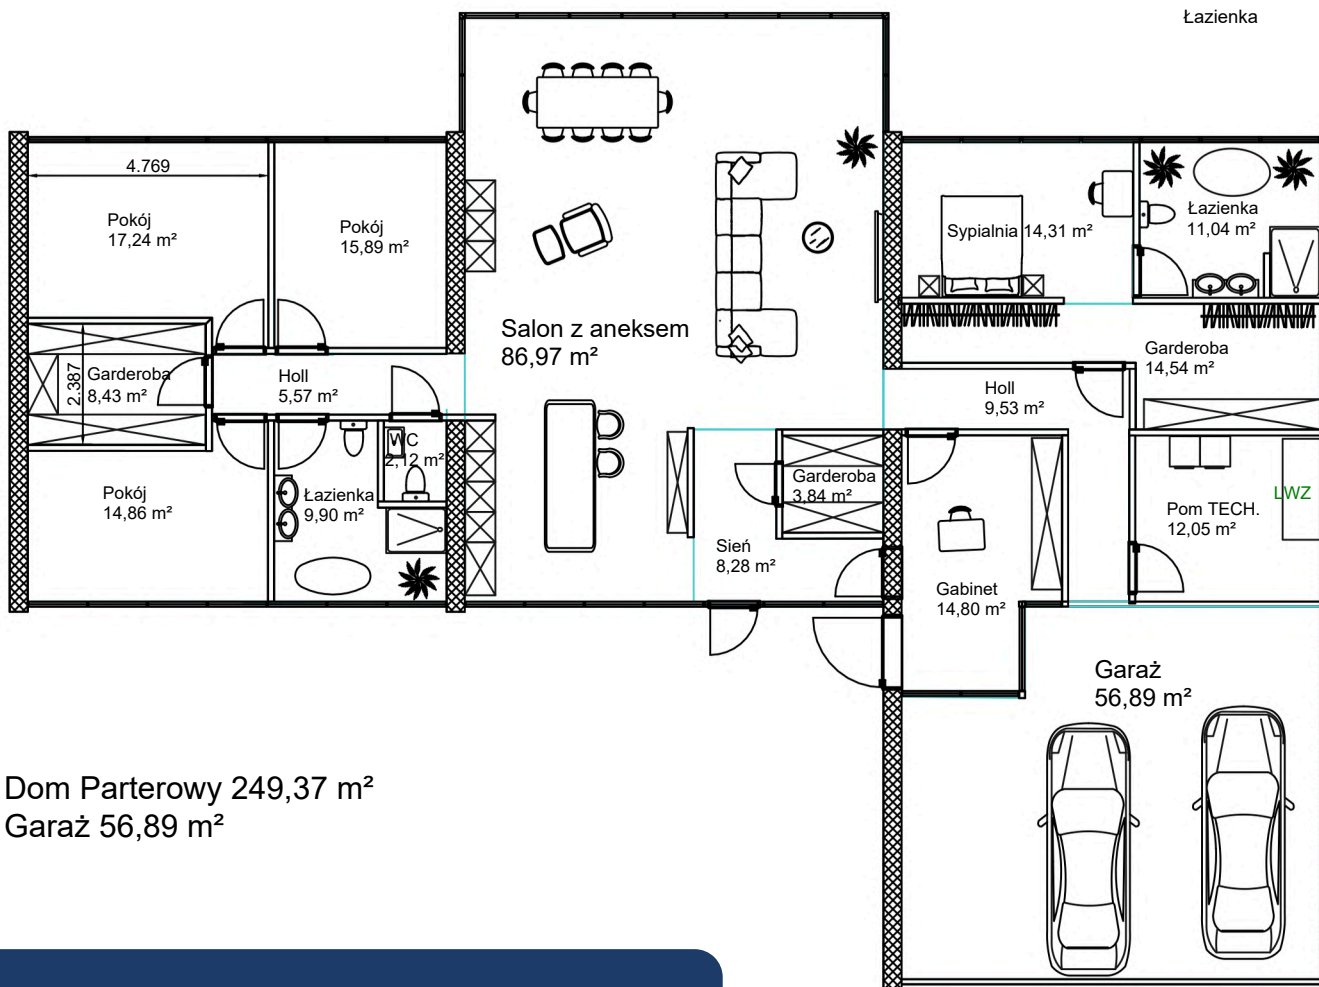 Łazienka
4.769
Pokój
17,24 m²
Pokój
15,89 m²
Sypialnia 14,31 m²
Łazienka
11,04 m²
Salon z aneksem
86,97 m²
Garderoba
8,43 m²
2.387
Holl
5,57 m²
Holl
9,53 m²
Garderoba
14,54 m²
WC
2,12 m²
Pokój
14,86 m²
Łazienka
9,90 m²
Garderoba
3,84 m²
Sień
8,28 m²
Gabinet
14,80 m²
Pom TECH.
12,05 m²
LWZ
Garaż
56,89 m²
Dom Parterowy 249,37 m²
Garaż 56,89 m²